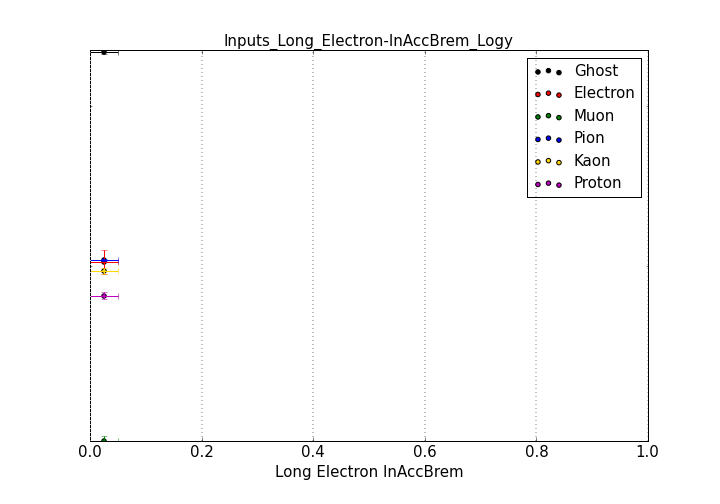 Inputs_Long_Electron-InAccBrem_Logy
Ghost
Electron
Muon
Pion
Kaon
Proton
0.0 0.2 0.4 0.6 0.8 1.0
Long Electron InAccBrem